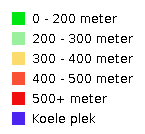 0 - 200 meter
200 - 300 meter
300 - 400 meter
400 - 500 meter
500+ meter
Koele plek